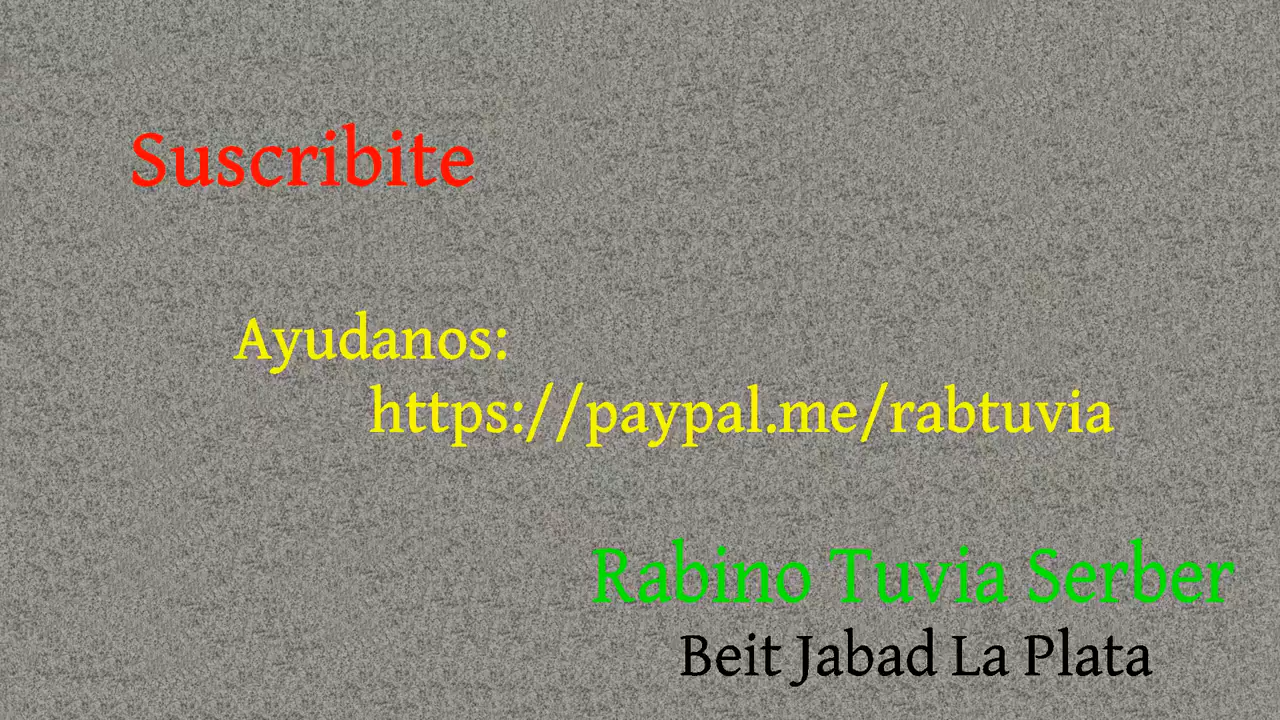 Suscribite
Ayudanos:
https://paypal.me/rabtuvia
Rabino Tuvia Serber
Beit Jabad La Plata